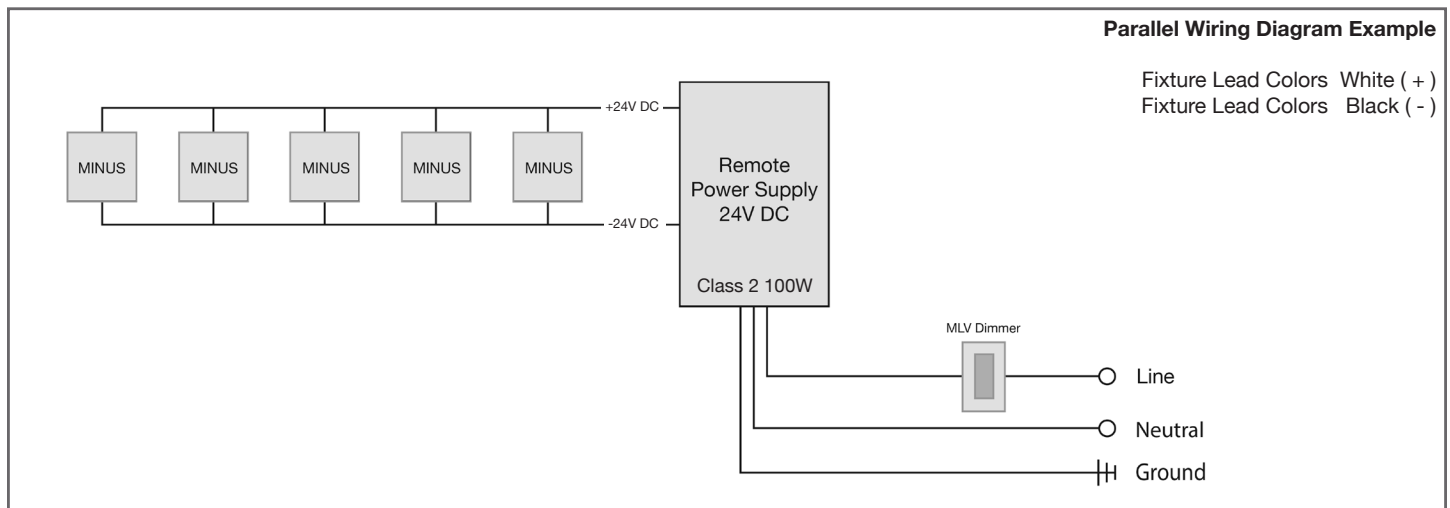 Parallel Wiring Diagram Example
Fixture Lead Colors White ( + )
Fixture Lead Colors Black ( - )
+24V DC
MINUS MINUS MINUS MINUS MINUS
Remote
Power Supply
24V DC
-24V DC
Class 2 100W
MLV Dimmer
Line
Neutral
Ground